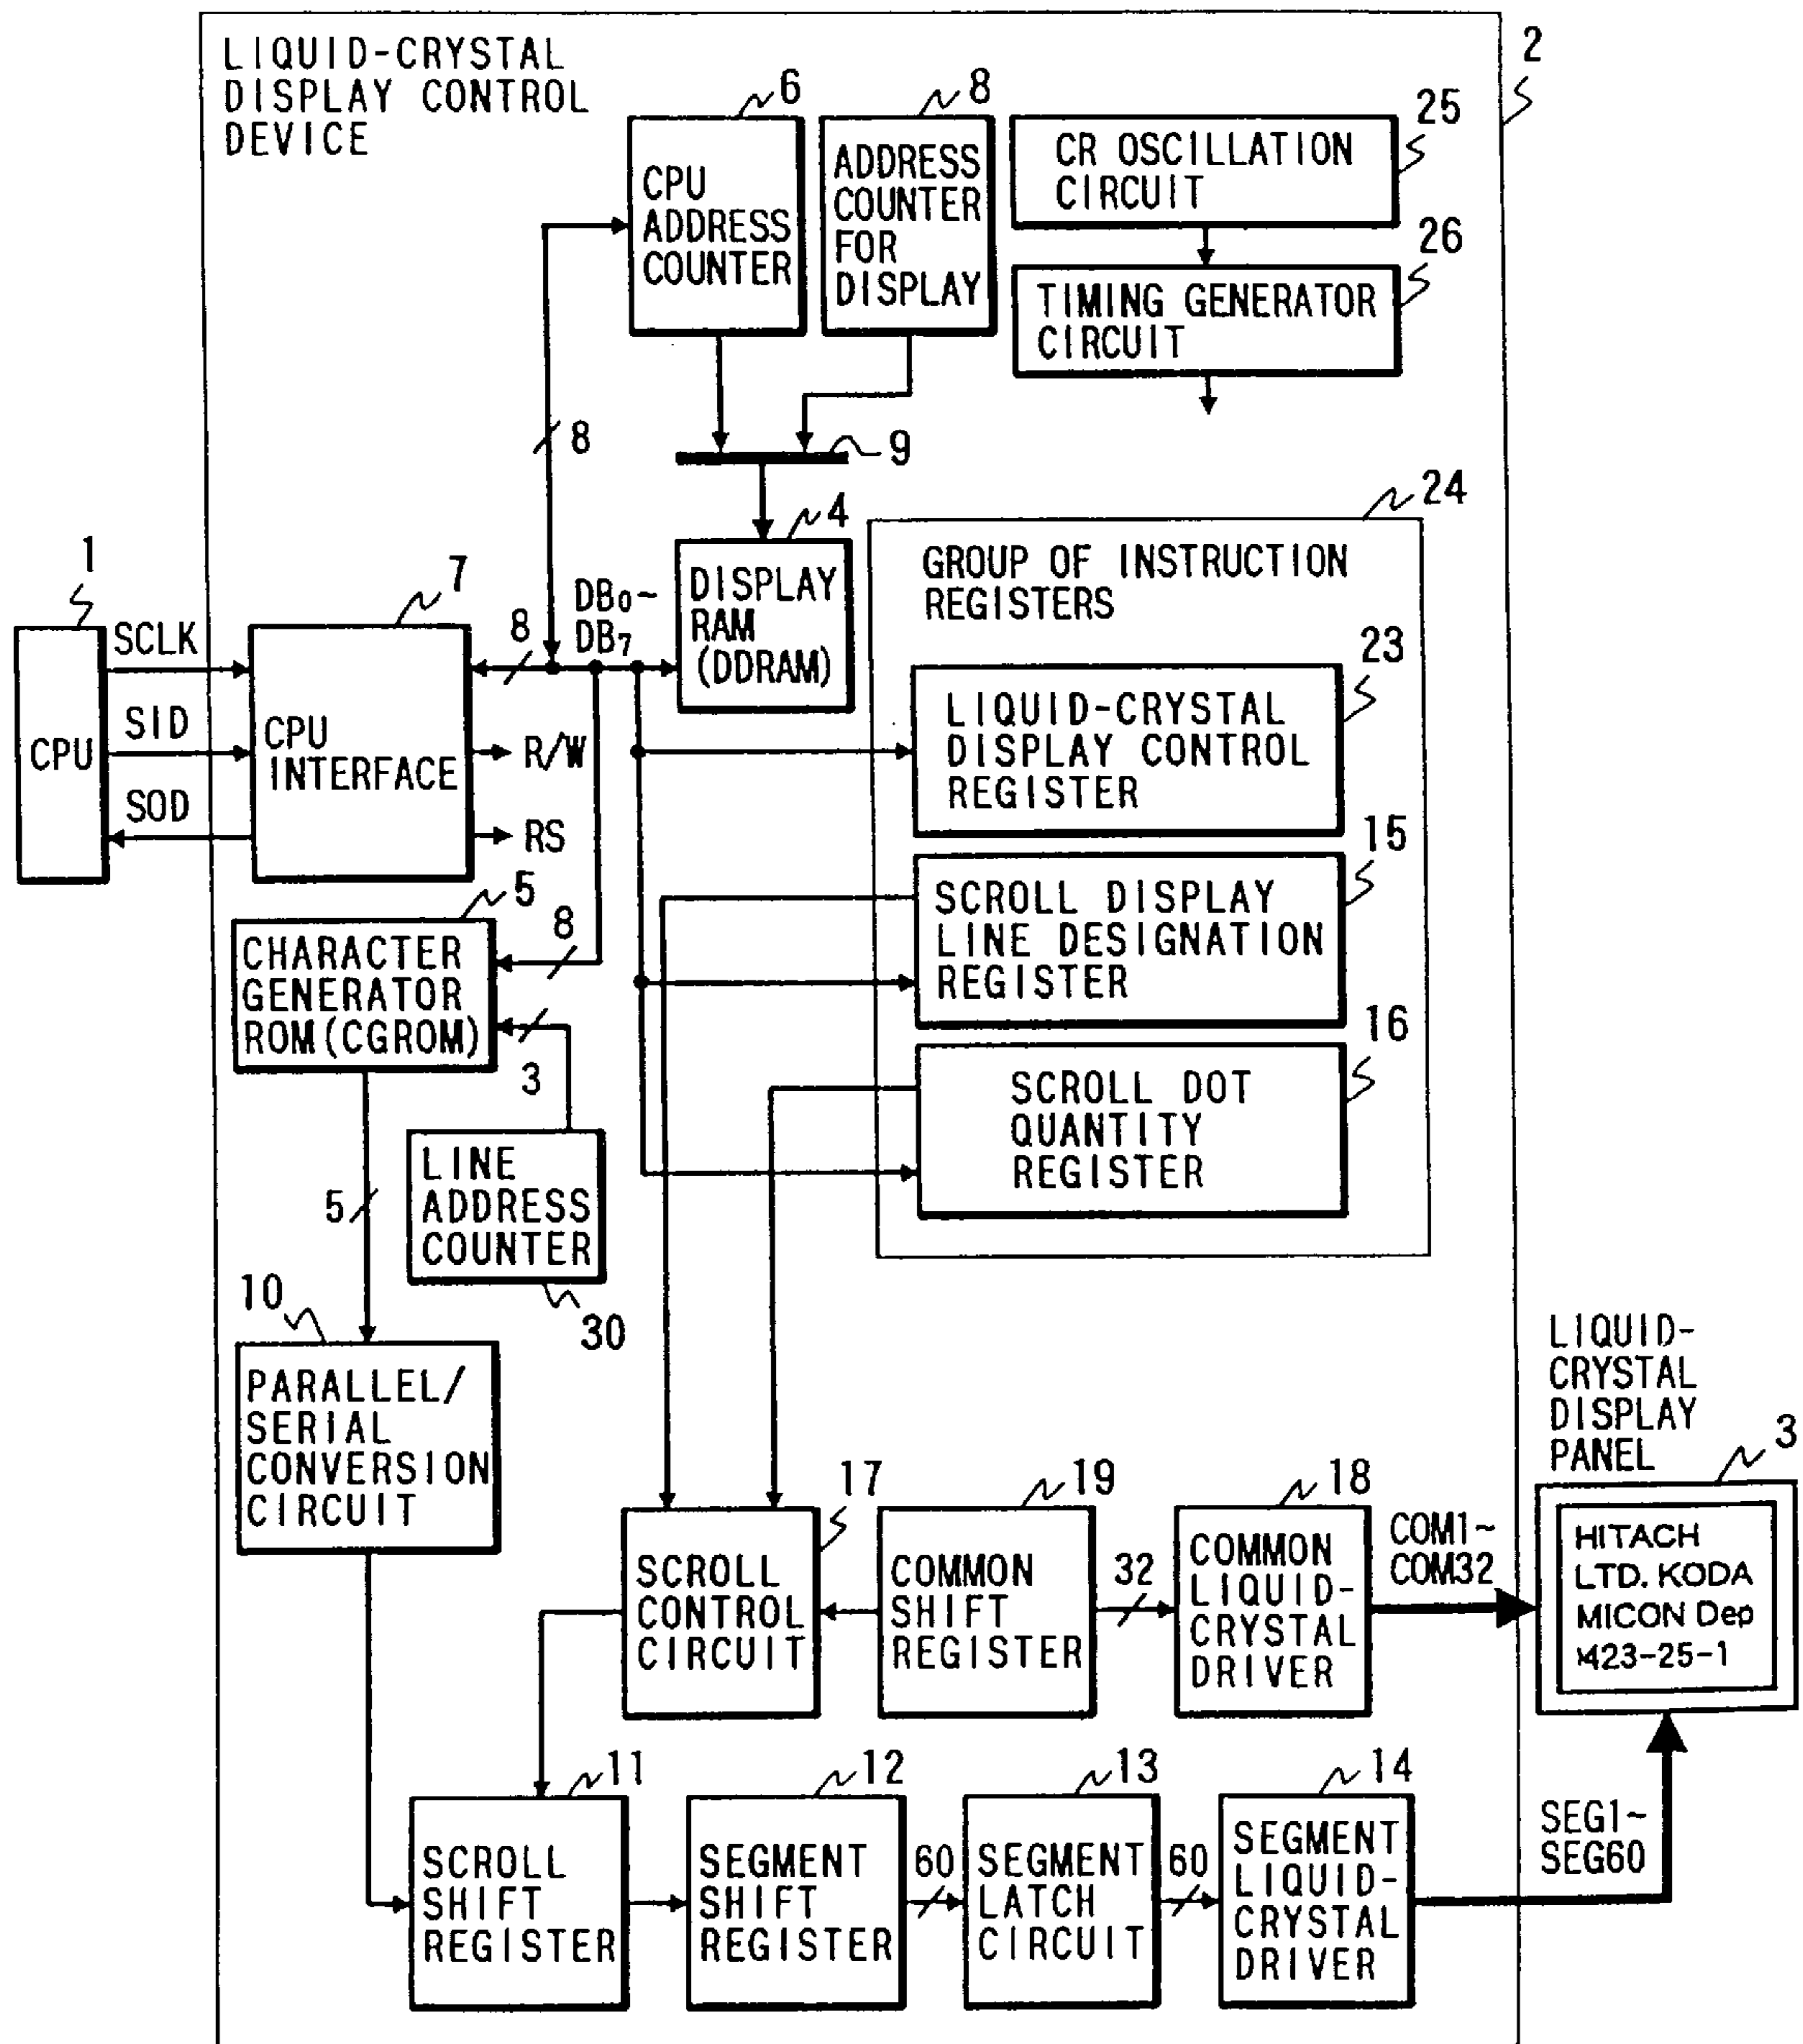 LIQUID-CRYSTAL
DISPLAY CONTROL
DEVICE
2
6
CPU
ADDRESS
COUNTER
8
ADDRESS
COUNTER
FOR
DISPLAY
25
CR OSCILLATION
CIRCUIT
26
TIMING GENERATOR
CIRCUIT
8
9
1
CPU
SCLK
SID
SOD
7
CPU
INTERFACE
8
DB0~
DB7
R/W
RS
4
DISPLAY
RAM
(DDRAM)
24
GROUP OF INSTRUCTION
REGISTERS
23
LIQUID-CRYSTAL
DISPLAY CONTROL
REGISTER
15
SCROLL DISPLAY
LINE DESIGNATION
REGISTER
16
SCROLL DOT
QUANTITY
REGISTER
5
CHARACTER
GENERATOR
ROM(CGROM)
8
3
LINE
ADDRESS
COUNTER
30
5
10
PARALLEL/
SERIAL
CONVERSION
CIRCUIT
17
SCROLL
CONTROL
CIRCUIT
19
COMMON
SHIFT
REGISTER
32
18
COMMON
LIQUID-
CRYSTAL
DRIVER
COM1~
COM32
LIQUID-
CRYSTAL
DISPLAY
PANEL
3
HITACH
LTD. KODA
MICON Dep
423-25-1
11
SCROLL
SHIFT
REGISTER
12
SEGMENT
SHIFT
REGISTER
60
13
SEGMENT
LATCH
CIRCUIT
60
14
SEGMENT
LIQUID-
CRYSTAL
DRIVER
SEG1~
SEG60